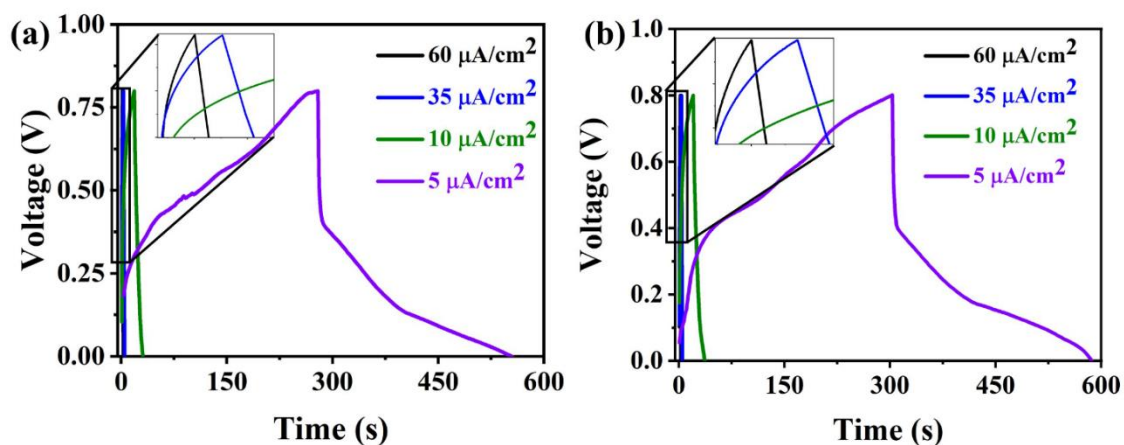 (a)
1.00
0.75
0.50
0.25
0.00
Voltage (V)
60 μA/cm²
35 μA/cm²
10 μA/cm²
5 μA/cm²
0
150
300
450
600
Time (s)
(b)
1.0
0.8
0.6
0.4
0.2
0.0
Voltage (V)
60 μA/cm²
35 μA/cm²
10 μA/cm²
5 μA/cm²
0
150
300
450
600
Time (s)